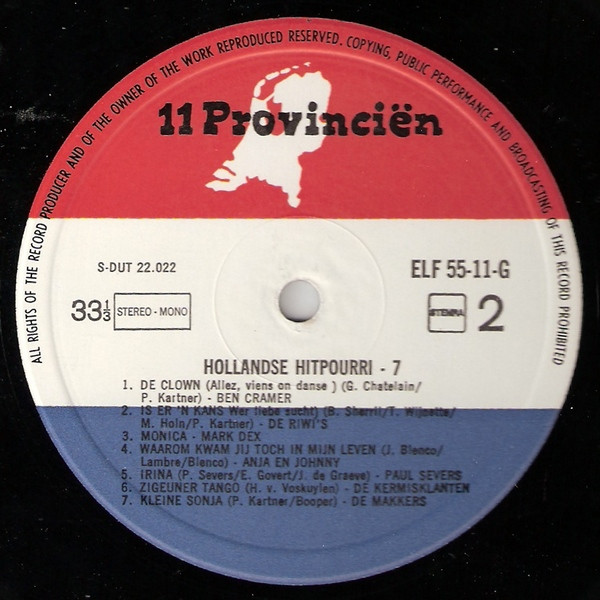 ALL RIGHTS OF THE RECORD PRODUCER AND OF THE OWNER OF THE WORK REPRODUCED RESERVED. COPYING, PUBLIC PERFORMANCE AND BROADCASTING OF THIS RECORD PROHIBITED
11 Provinciën
S-DUT 22.022
ELF 55-11-G
33 1/3 STEREO - MONO
STEMRA 2
HOLLANDSE HITPOURRI - 7
1. DE CLOWN (Allez, viens on danse ) (G. Chatelain/
P. Kartner) - BEN CRAMER
2. IS ER 'N KANS Wer liebe sucht) (B. Sherril/T. Wijnette/
M. Holn/P. Kartner) - DE RIWI'S
3. MONICA - MARK DEX
4. WAAROM KWAM JIJ TOCH IN MIJN LEVEN (J. Blenco/
Lambre/Blenco) - ANJA EN JOHNNY
5. IRINA (P. Severs/E. Govert/J. de Graeve) - PAUL SEVERS
6. ZIGEUNER TANGO (H. v. Voskuylen) - DE KERMISKLANTEN
7. KLEINE SONJA (P. Kartner/Booper) - DE MAKKERS